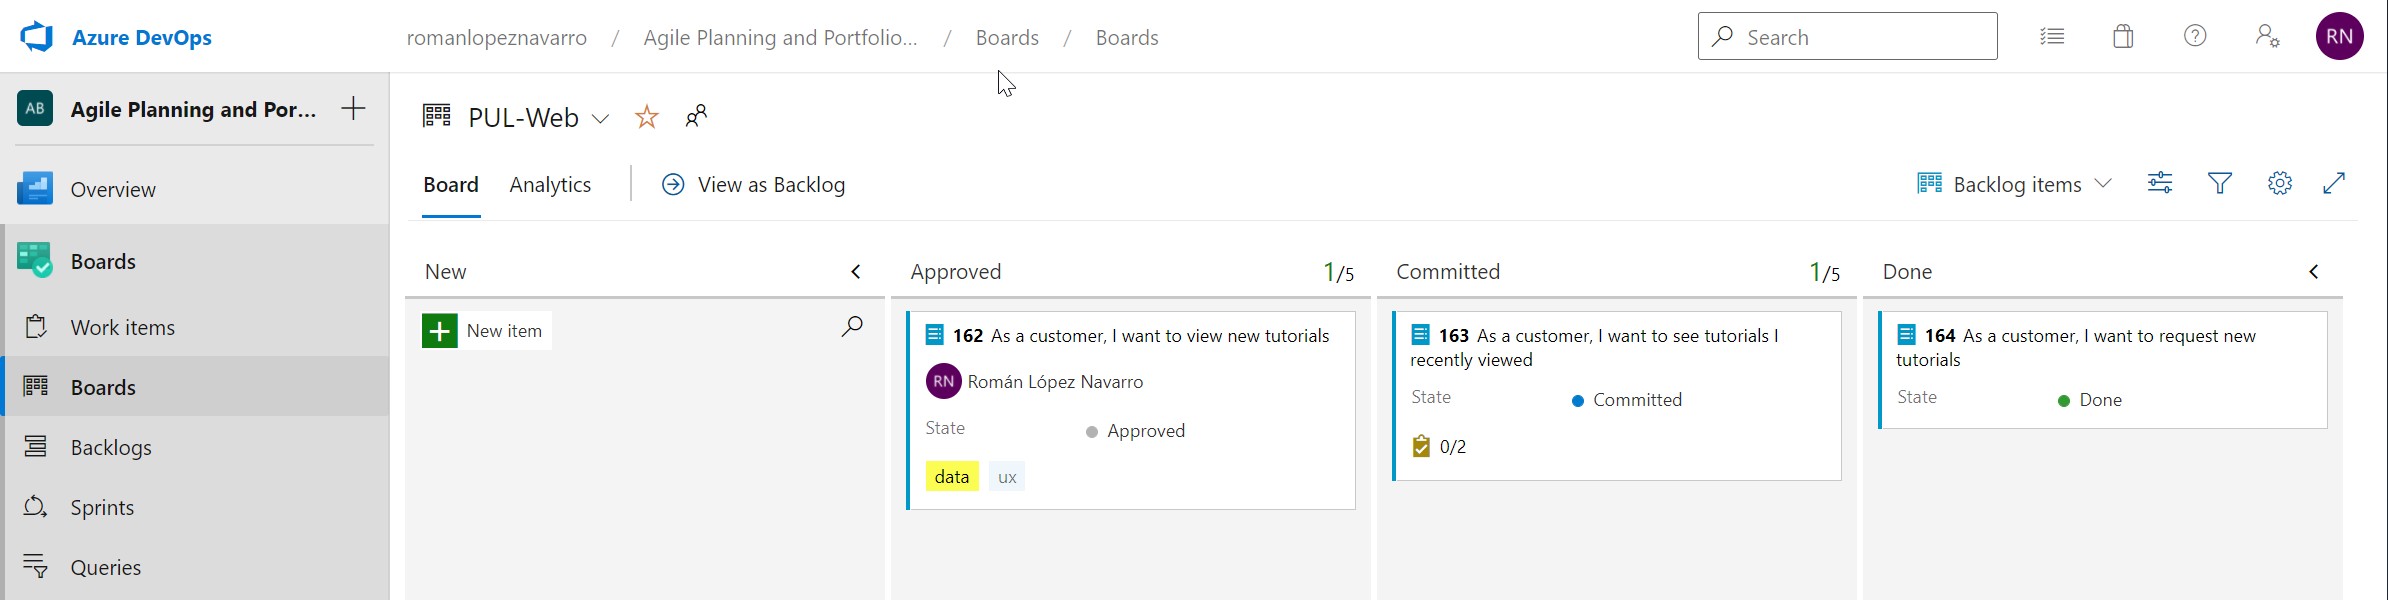 Azure DevOps
romanlopeznavarro / Agile Planning and Portfolio... / Boards / Boards
Search
RN
AB Agile Planning and Por...
Overview
Boards
Work items
Boards
Backlogs
Sprints
Queries
PUL-Web
Board Analytics View as Backlog
Backlog items
New
New item
Approved 1/5
162 As a customer, I want to view new tutorials
RN Román López Navarro
State Approved
data ux
Committed 1/5
163 As a customer, I want to see tutorials I
recently viewed
State Committed
0/2
Done
164 As a customer, I want to request new
tutorials
State Done